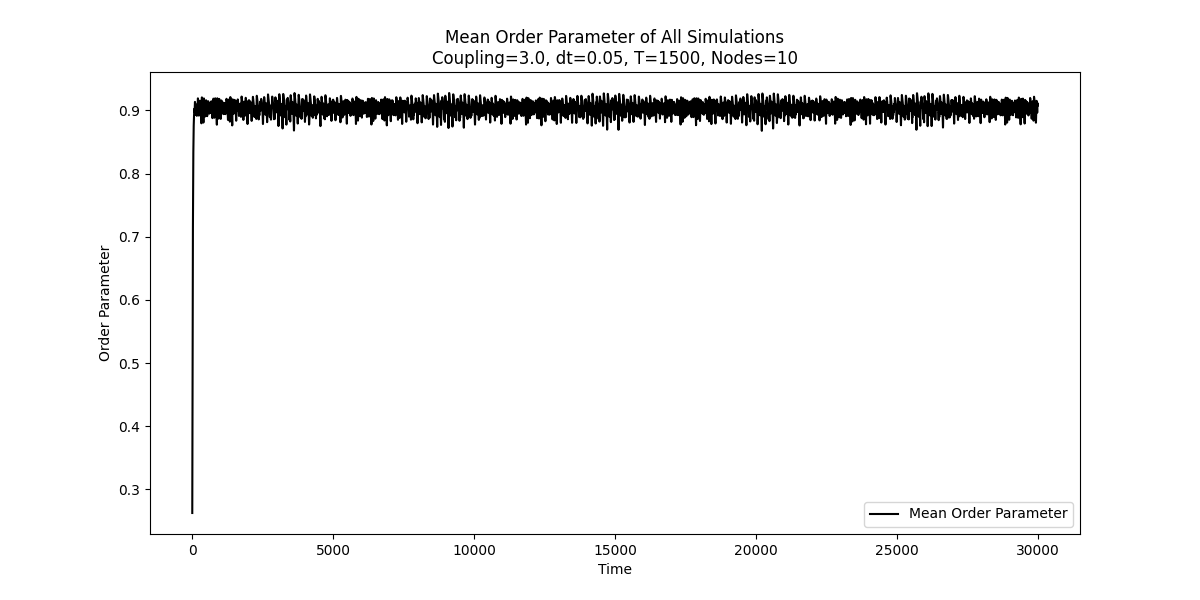 Mean Order Parameter of All Simulations
Coupling=3.0, dt=0.05, T=1500, Nodes=10
Order Parameter
0.9
0.8
0.7
0.6
0.5
0.4
0.3
Mean Order Parameter
0
5000
10000
15000
20000
25000
30000
Time